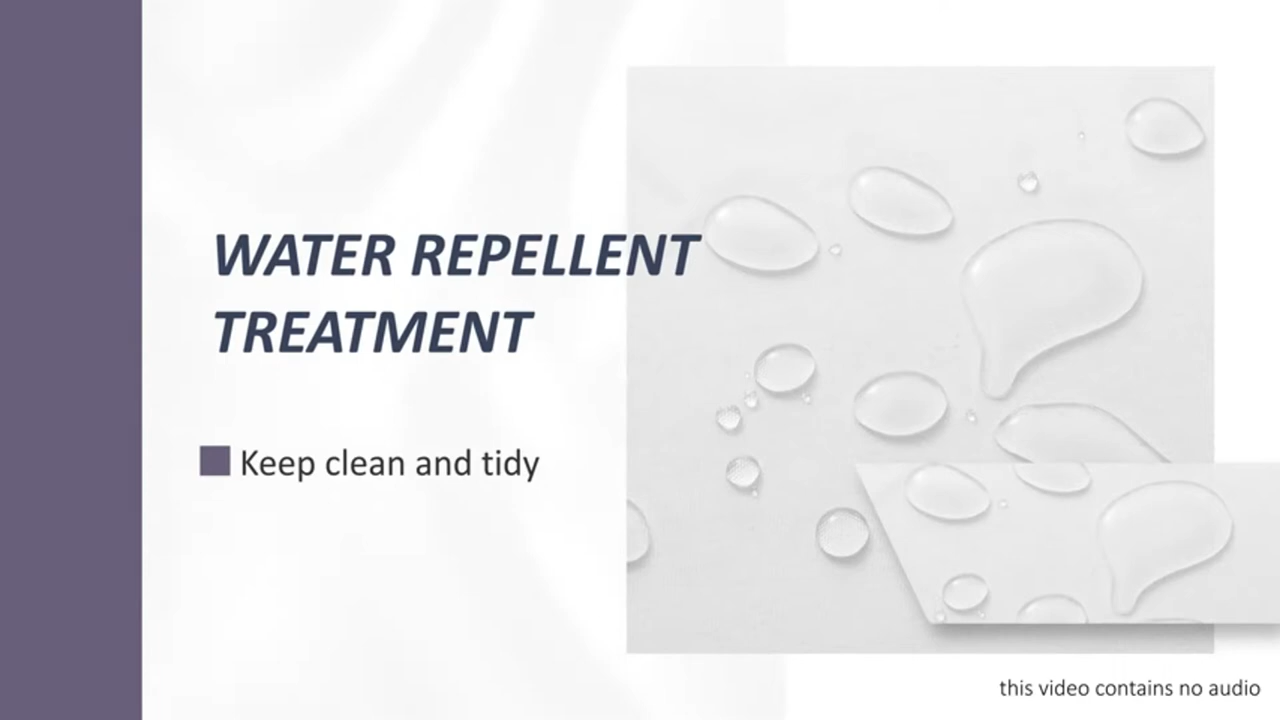 WATER REPELLENT
TREATMENT
Keep clean and tidy
this video contains no audio